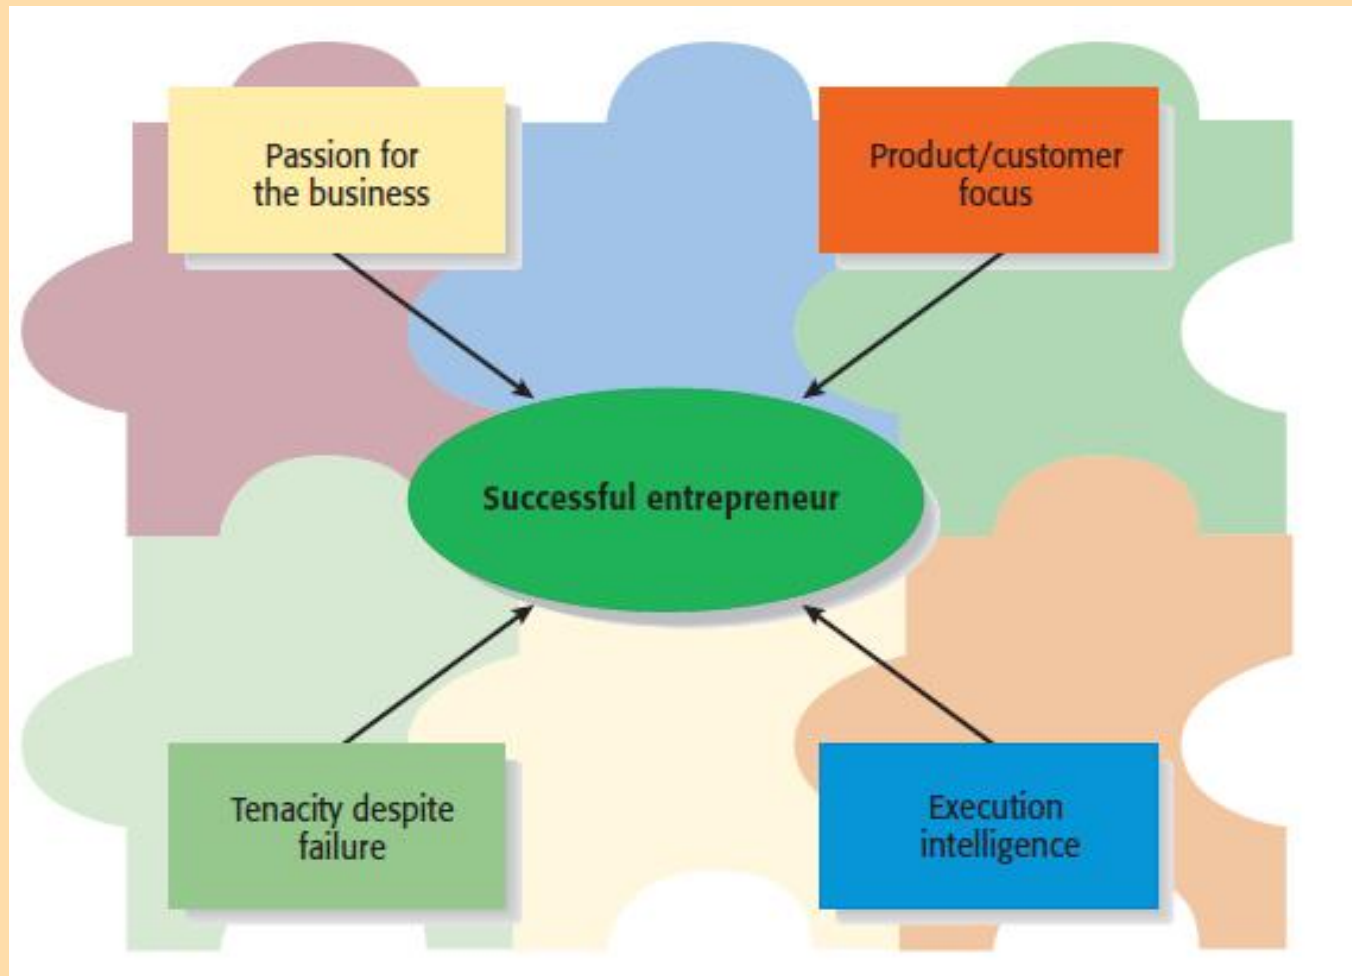 Passion for
the business
Product/customer
focus
Successful entrepreneur
Tenacity despite
failure
Execution
intelligence